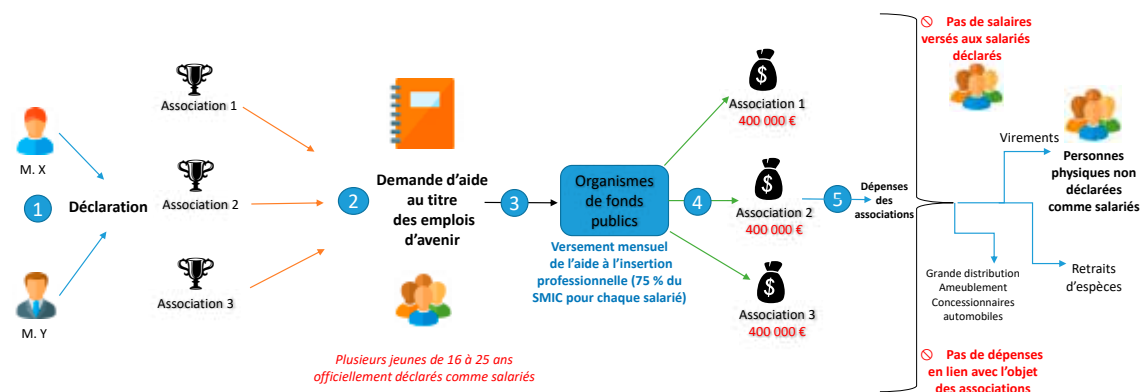 M. X
1
Déclaration
M. Y
Association 1
Association 2
Association 3
2
Demande d'aide
au titre
des emplois
d'avenir
Plusieurs jeunes de 16 à 25 ans
officiellement déclarés comme salariés
3
Organismes
de fonds
publics
Versement mensuel
de l'aide à l'insertion
professionnelle (75 % du
SMIC pour chaque salarié)
4
$
Association 1
400 000 €
$
Association 2
400 000 €
$
Association 3
400 000 €
5
Dépenses
des
associations
Pas de salaires
versés aux salariés
déclarés
Virements
Personnes
physiques non
déclarées
comme salariés
Grande distribution
Ameublement
Concessionnaires
automobiles
Retraits
d'espèces
Pas de dépenses
en lien avec l'objet
des associations